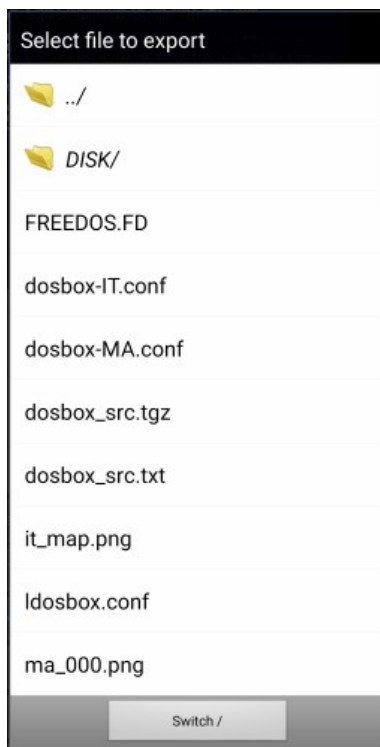 Select file to export
../
DISK/
FREEDOS.FD
dosbox-IT.conf
dosbox-MA.conf
dosbox_src.tgz
dosbox_src.txt
it_map.png
ldosbox.conf
ma_000.png
Switch /